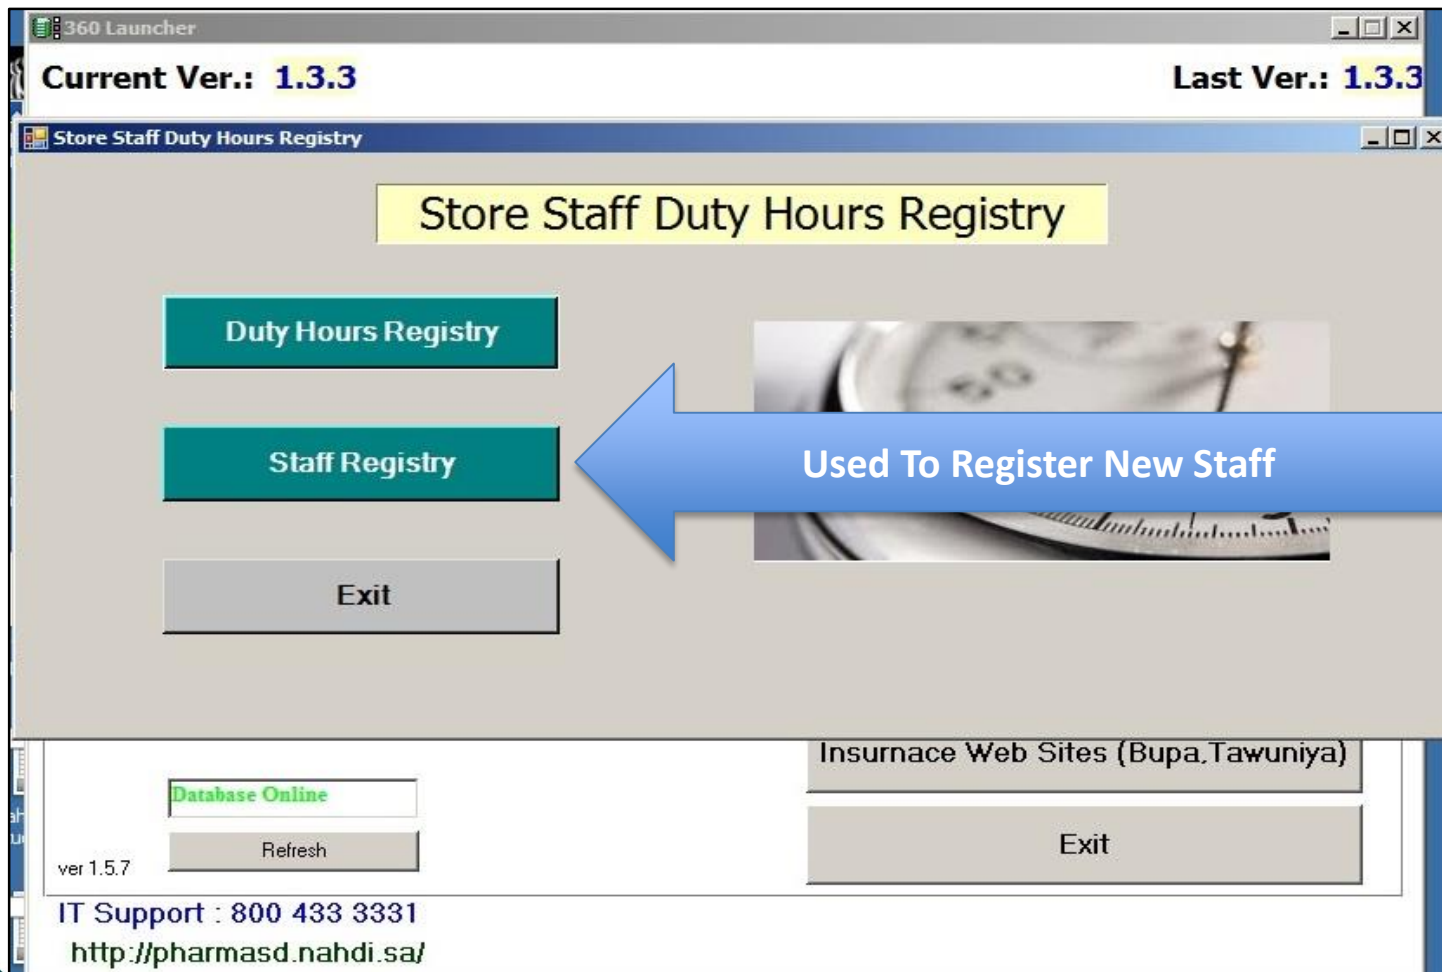 360 Launcher
Current Ver.: 1.3.3
Last Ver.: 1.3.3
Store Staff Duty Hours Registry
Store Staff Duty Hours Registry
Duty Hours Registry
Staff Registry
Used To Register New Staff
Exit
Insurnace Web Sites (Bupa,Tawuniya)
Database Online
Refresh
Exit
ver 1.5.7
IT Support : 800 433 3331
http://pharmasd.nahdi.sa/